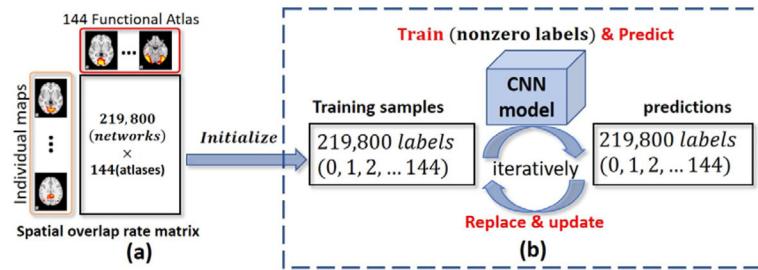 144 Functional Atlas
...
Individual maps
...
219,800
(networks)
×
144(atlases)
Spatial overlap rate matrix
(a)
Initialize
Train (nonzero labels) & Predict
CNN
model
Training samples
219,800 labels
(0, 1, 2, ... 144)
iteratively
predictions
219,800 labels
(0, 1, 2, ... 144)
Replace & update
(b)